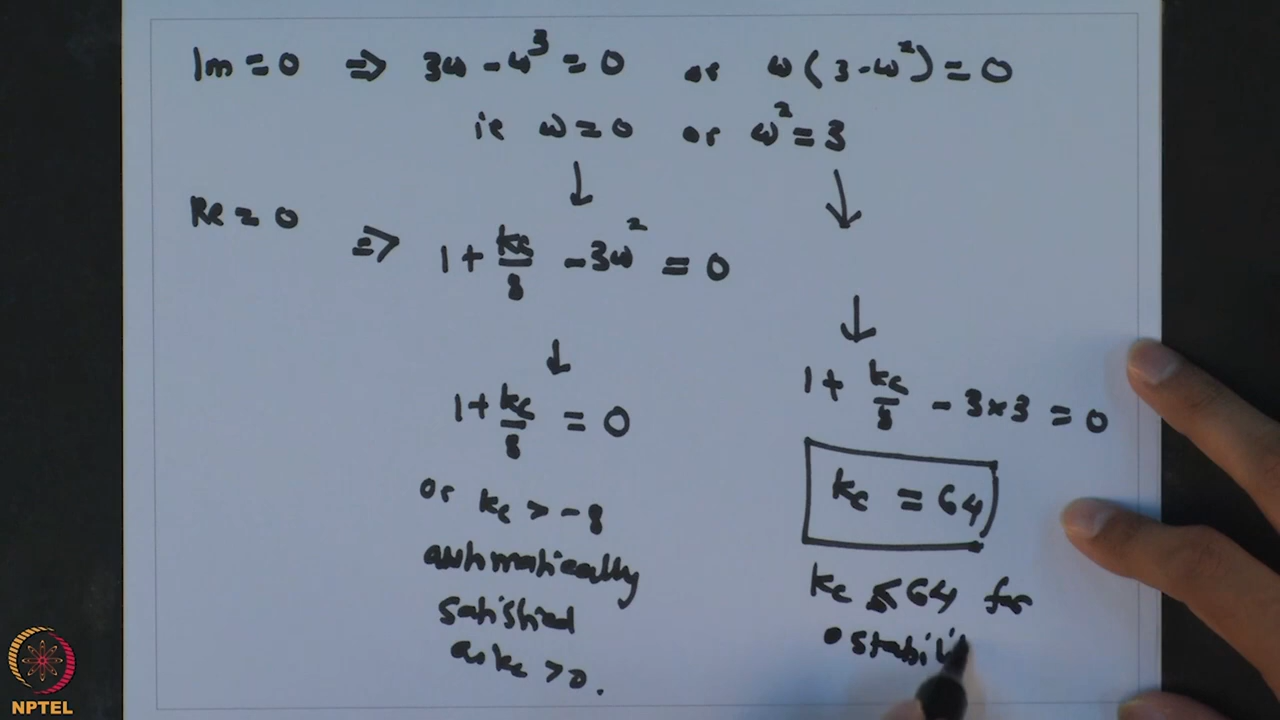 Im = 0 ⇒ 3ω - ω³ = 0 or ω(3-ω²) = 0
ie ω = 0 or ω² = 3
↓ ↓
Re = 0 ⇒ 1 + kc/8 - 3ω² = 0
↓ ↓
1 + kc/8 = 0
or kc > -8
automatically
satisfied
as kc > 0.
1 + kc/8 - 3×3 = 0
kc = 64
kc ≤ 64 for
stabili
NPTEL